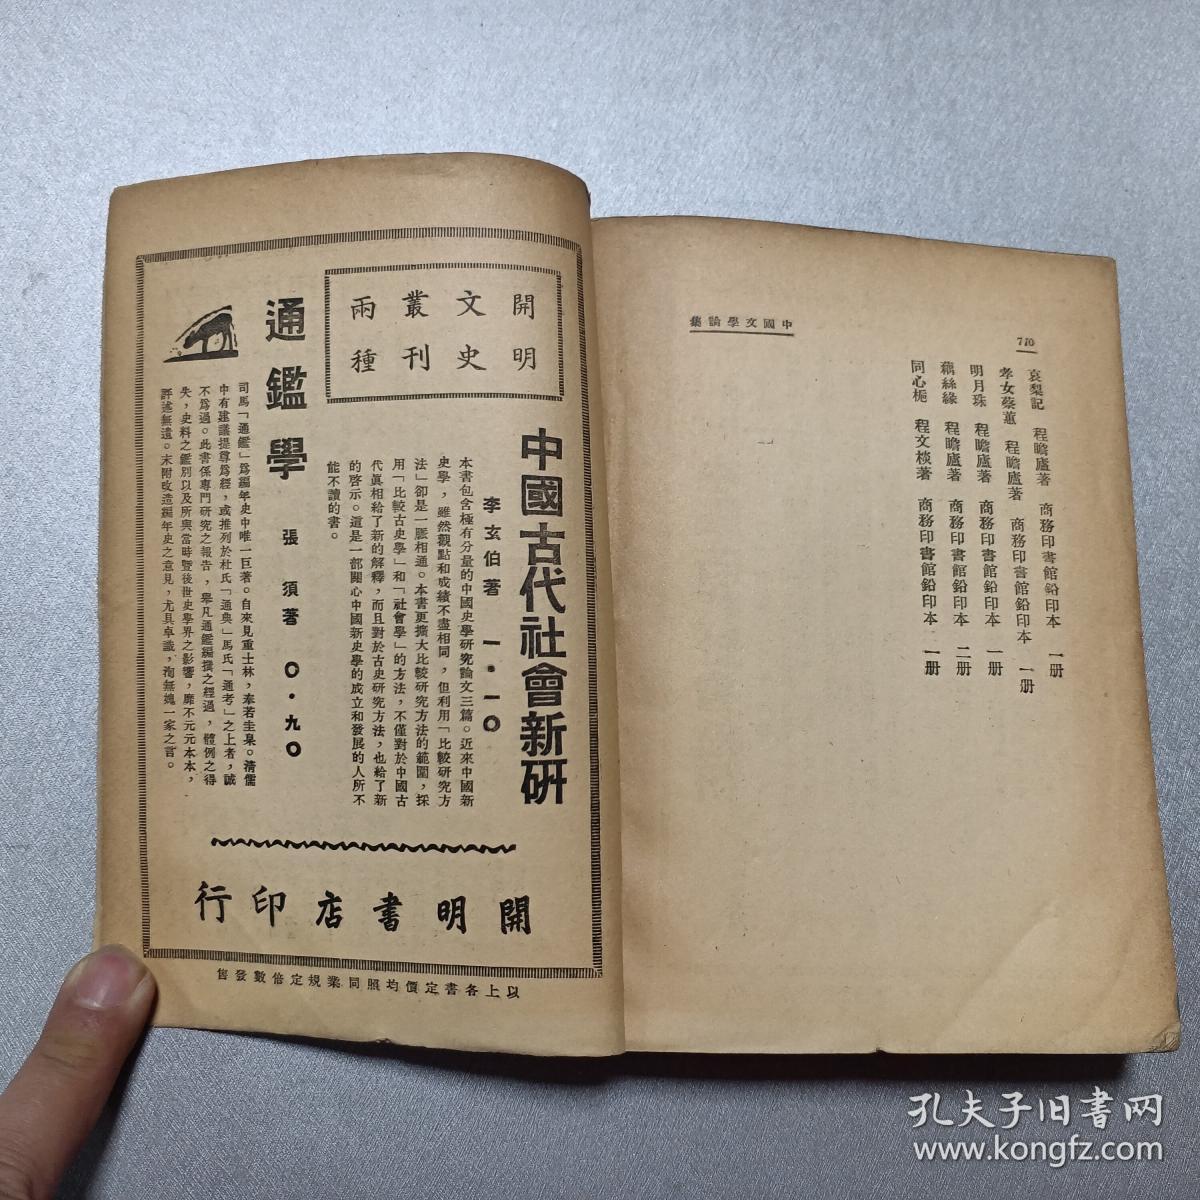 中國文學論集
710
哀梨記　程瞻廬著　商務印書館鉛印本　一册
孝女蔡蕙　程瞻廬著　商務印書館鉛印本　一册
明月珠　程瞻廬著　商務印書館鉛印本　一册
藕絲緣　程瞻廬著　商務印書館鉛印本　二册
同心梔　程文棪著　商務印書館鉛印本　一册
開明
文史
叢刊
兩種
中國古代社會新研
李玄伯著　一·一〇
本書包含極有分量的中國史學研究論文三篇。近來中國新
史學，雖然觀點和成績不盡相同，但利用「比較研究方
法」卻是一脈相通。本書更擴大比較研究方法的範圍，採
用「比較古史學」和「社會學」的方法，不僅對於中國古
代眞相給了新的解釋，而且對於古史研究方法，也給了新
的啓示。這是一部關心中國新史學的成立和發展的人所不
能不讀的書。
通鑑學
張須著　〇·九〇
司馬「通鑑」爲編年史中唯一巨著。自來見重士林，奉若圭臬。清儒
中有建議提尊爲經，或推列於杜氏「通典」馬氏「通考」之上者，誠
不爲過。此書係專門研究之報告，舉凡通鑑編撰之經過，體例之得
失，史料之鑑別以及所與當時暨後世史學界之影響，靡不元元本本，
詳述無遺。末附改造編年史之意見，尤具卓識，洵無愧一家之言。
開明書店印行
以上各書定價均照同業規定倍數發售
孔夫子旧书网
www.kongfz.com